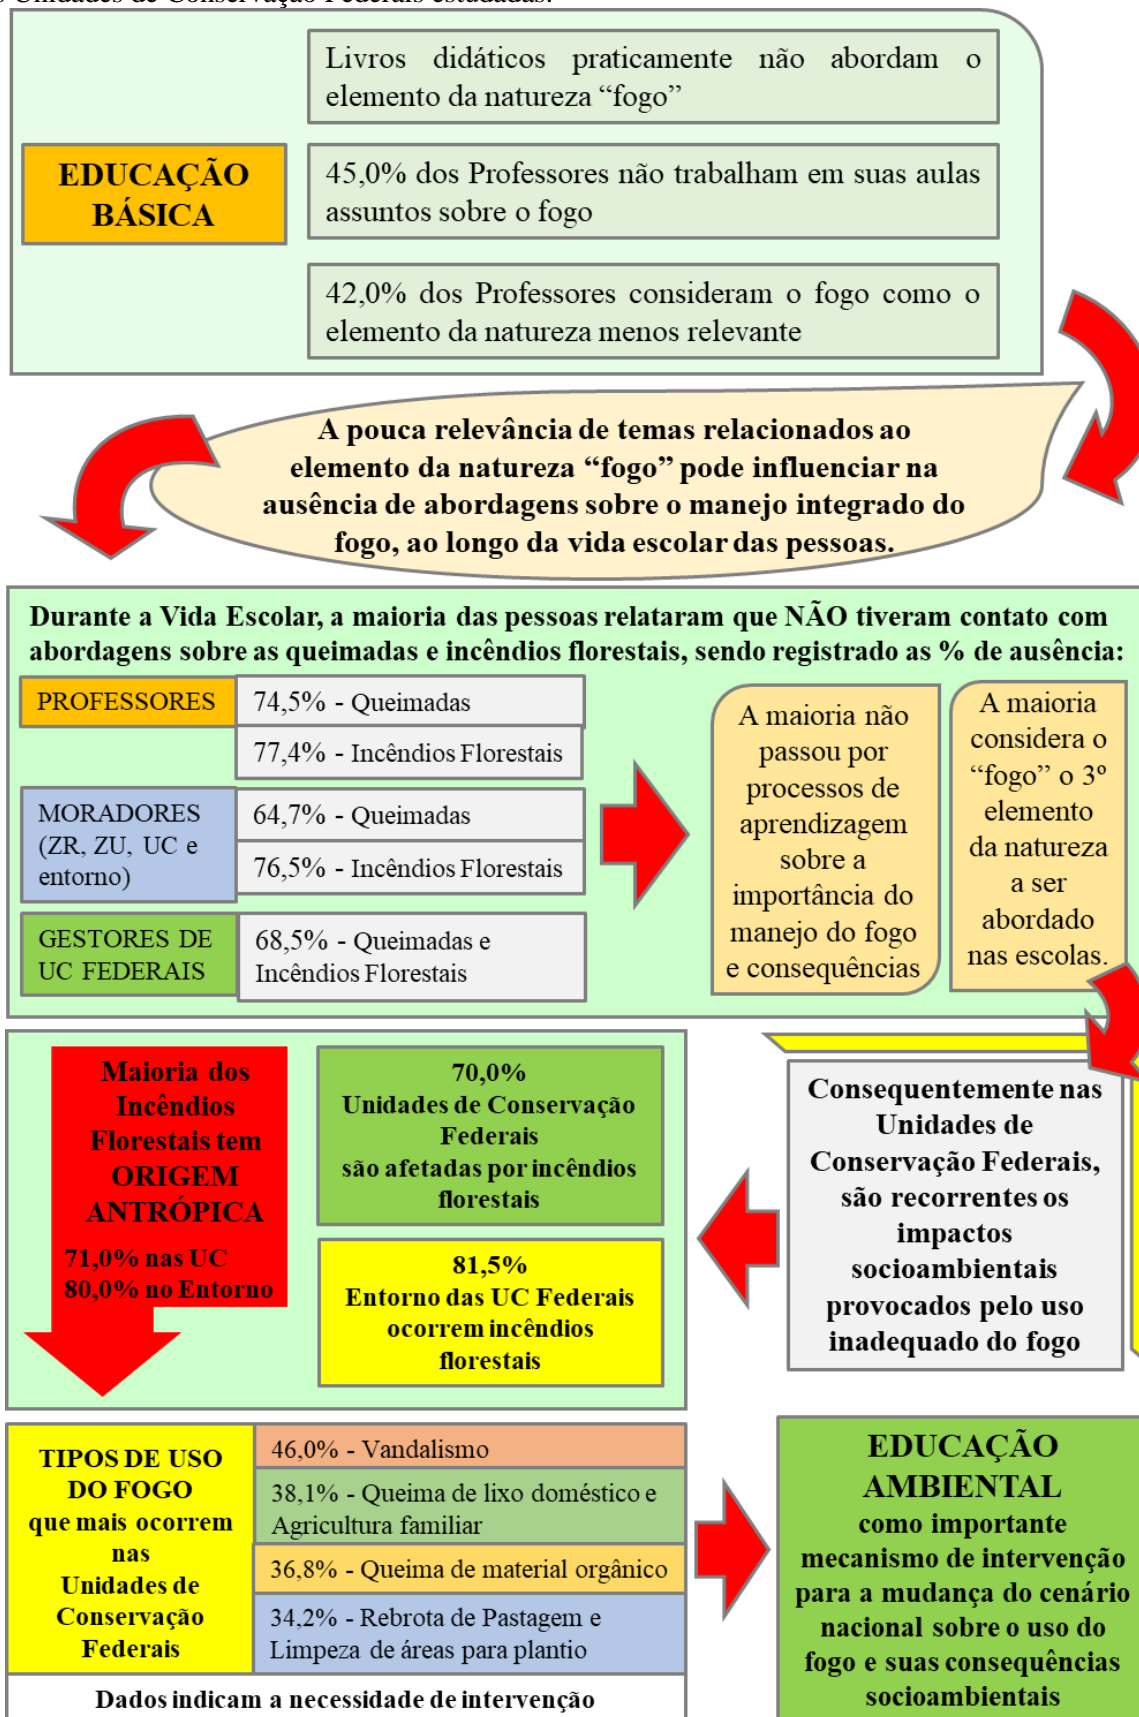 s Unidades de Conservação Federais estudadas.
Livros didáticos praticamente não abordam o
elemento da natureza “fogo”
EDUCAÇÃO
BÁSICA
45,0% dos Professores não trabalham em suas aulas
assuntos sobre o fogo
42,0% dos Professores consideram o fogo como o
elemento da natureza menos relevante
A pouca relevância de temas relacionados ao
elemento da natureza “fogo” pode influenciar na
ausência de abordagens sobre o manejo integrado do
fogo, ao longo da vida escolar das pessoas.
Durante a Vida Escolar, a maioria das pessoas relataram que NÃO tiveram contato com
abordagens sobre as queimadas e incêndios florestais, sendo registrado as % de ausência:
PROFESSORES
74,5% - Queimadas
77,4% - Incêndios Florestais
MORADORES
(ZR, ZU, UC e
entorno)
64,7% - Queimadas
76,5% - Incêndios Florestais
GESTORES DE
UC FEDERAIS
68,5% - Queimadas e
Incêndios Florestais
A maioria não
passou por
processos de
aprendizagem
sobre a
importância do
manejo do fogo
e consequências
A maioria
considera o
“fogo” o 3º
elemento
da natureza
a ser
abordado
nas escolas.
Maioria dos
Incêndios
Florestais tem
ORIGEM
ANTRÓPICA
71,0% nas UC
80,0% no Entorno
70,0%
Unidades de Conservação
Federais
são afetadas por incêndios
florestais
81,5%
Entorno das UC Federais
ocorrem incêndios
florestais
Consequentemente nas
Unidades de
Conservação Federais,
são recorrentes os
impactos
socioambientais
provocados pelo uso
inadequado do fogo
TIPOS DE USO
DO FOGO
que mais ocorrem
nas
Unidades de
Conservação
Federais
46,0% - Vandalismo
38,1% - Queima de lixo doméstico e
Agricultura familiar
36,8% - Queima de material orgânico
34,2% - Rebrota de Pastagem e
Limpeza de áreas para plantio
Dados indicam a necessidade de intervenção
EDUCAÇÃO
AMBIENTAL
como importante
mecanismo de intervenção
para a mudança do cenário
nacional sobre o uso do
fogo e suas consequências
socioambientais